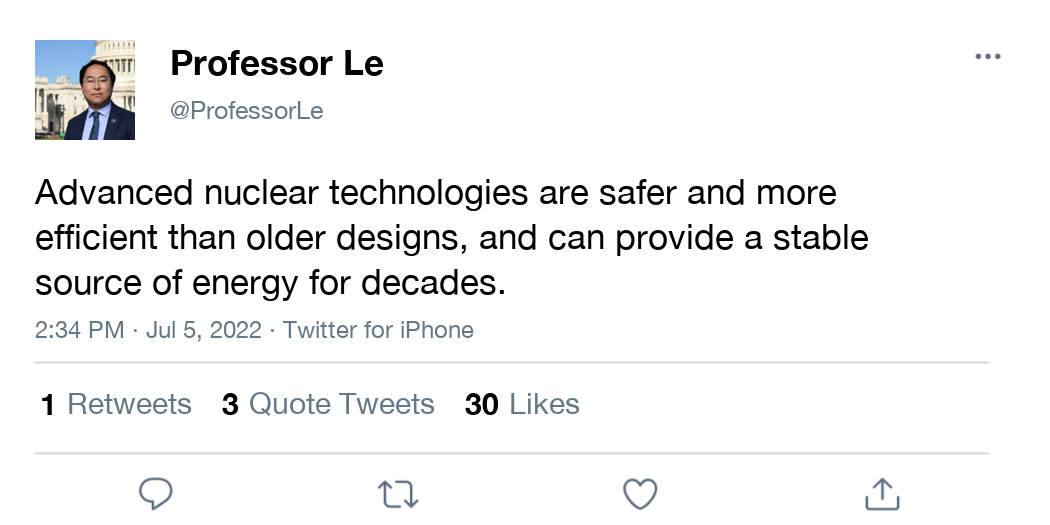 Professor Le
@ProfessorLe
Advanced nuclear technologies are safer and more
efficient than older designs, and can provide a stable
source of energy for decades.
2:34 PM · Jul 5, 2022 · Twitter for iPhone
1 Retweets 3 Quote Tweets 30 Likes